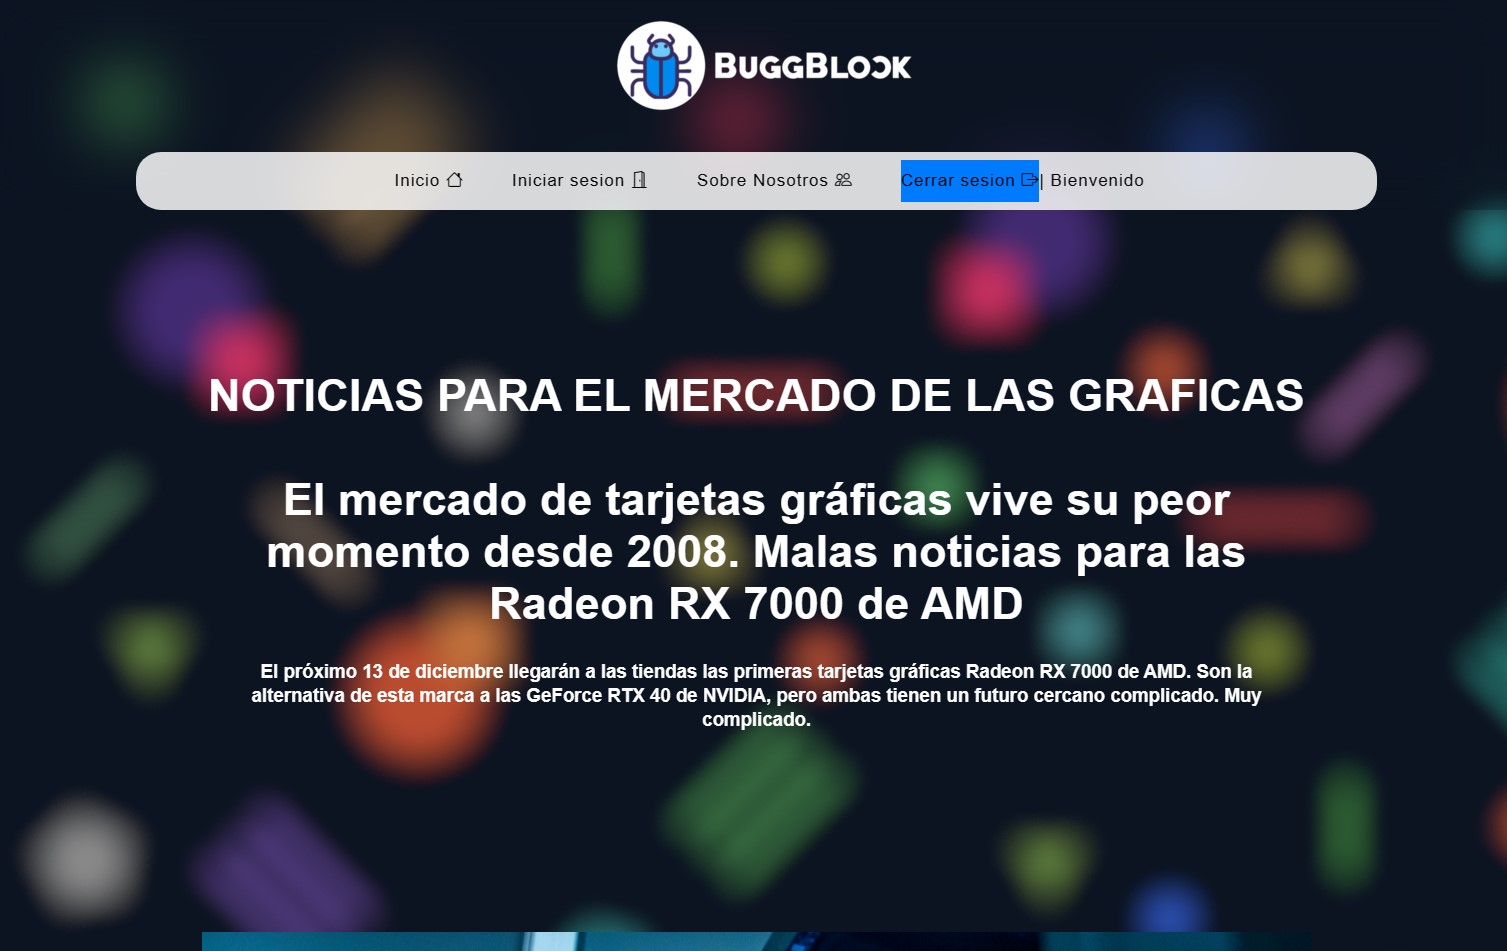 BUGGBLOCK
Inicio
Iniciar sesion
Sobre Nosotros
Cerrar sesion | Bienvenido
NOTICIAS PARA EL MERCADO DE LAS GRAFICAS
El mercado de tarjetas gráficas vive su peor
momento desde 2008. Malas noticias para las
Radeon RX 7000 de AMD
El próximo 13 de diciembre llegarán a las tiendas las primeras tarjetas gráficas Radeon RX 7000 de AMD. Son la
alternativa de esta marca a las GeForce RTX 40 de NVIDIA, pero ambas tienen un futuro cercano complicado. Muy
complicado.